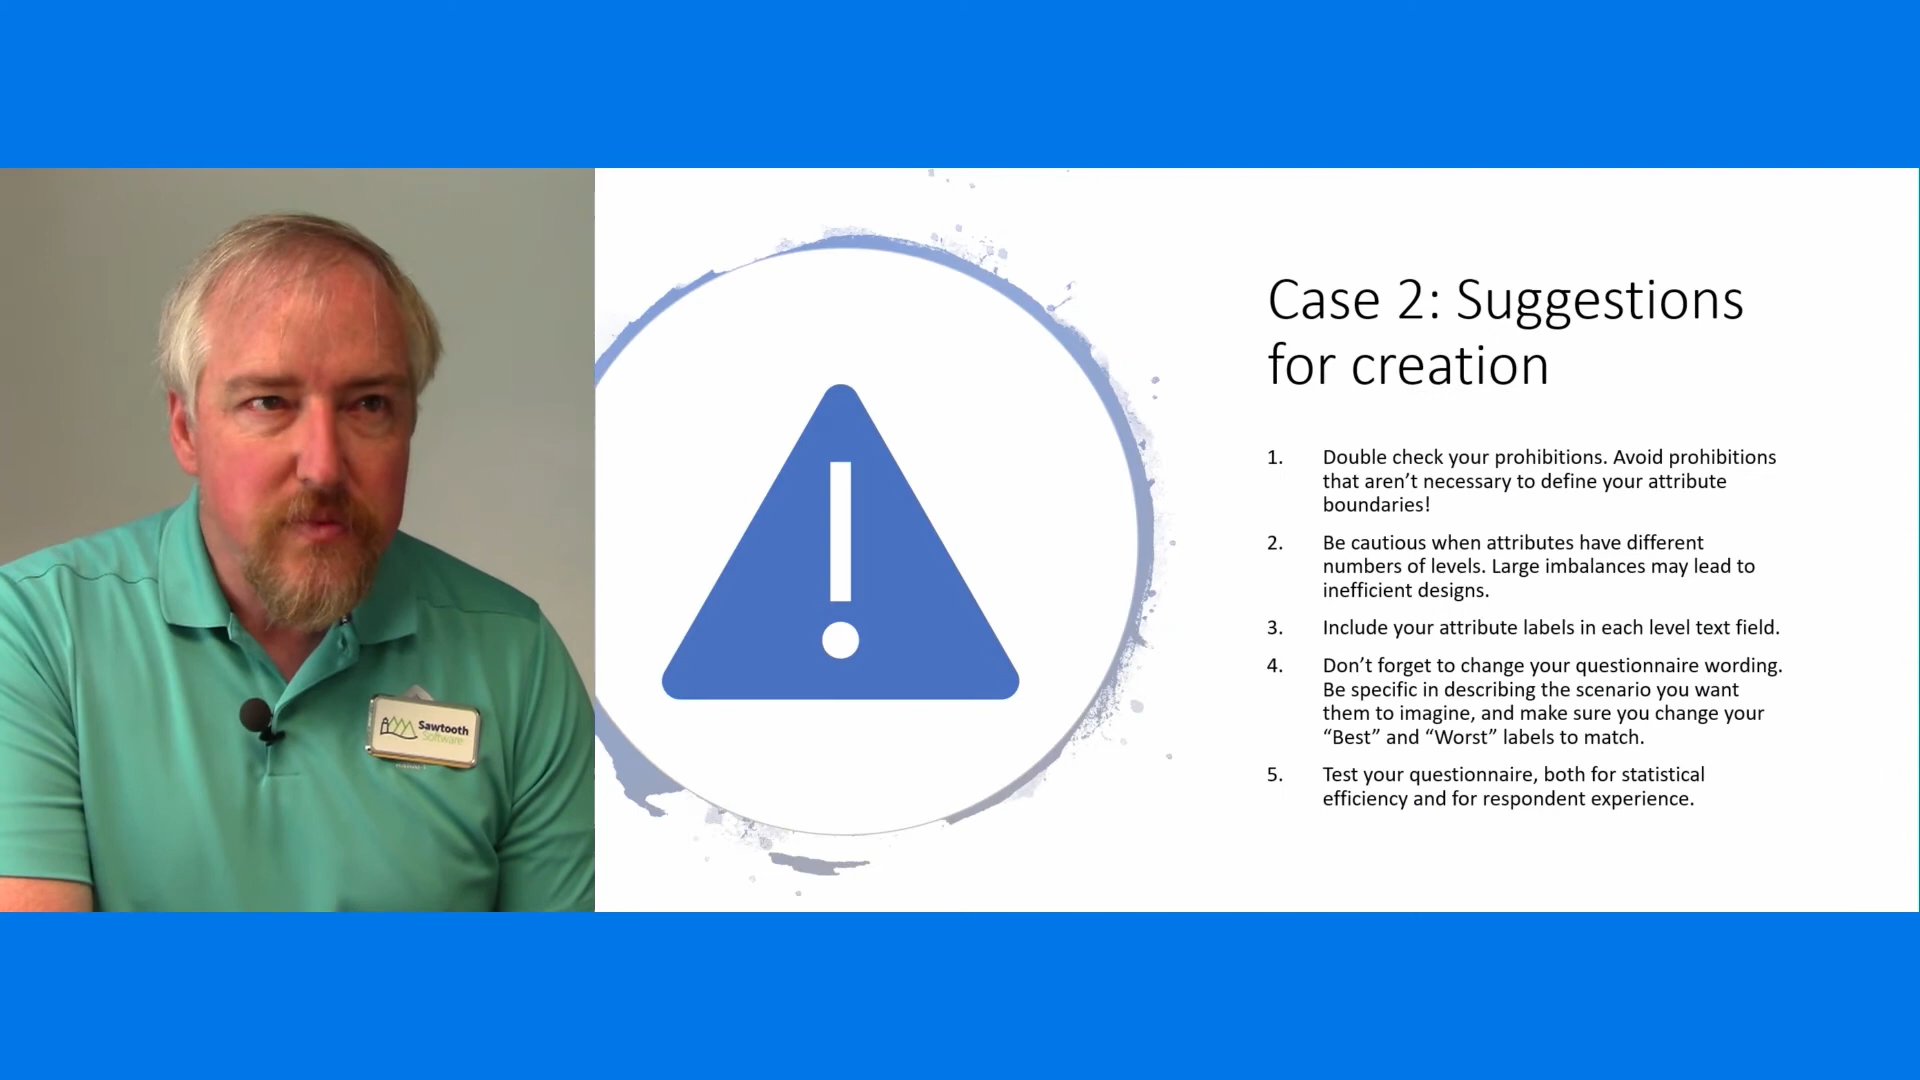 Case 2: Suggestions
for creation
1. Double check your prohibitions. Avoid prohibitions
that aren’t necessary to define your attribute
boundaries!
2. Be cautious when attributes have different
numbers of levels. Large imbalances may lead to
inefficient designs.
3. Include your attribute labels in each level text field.
4. Don’t forget to change your questionnaire wording.
Be specific in describing the scenario you want
them to imagine, and make sure you change your
“Best” and “Worst” labels to match.
5. Test your questionnaire, both for statistical
efficiency and for respondent experience.
Sawtooth
Software